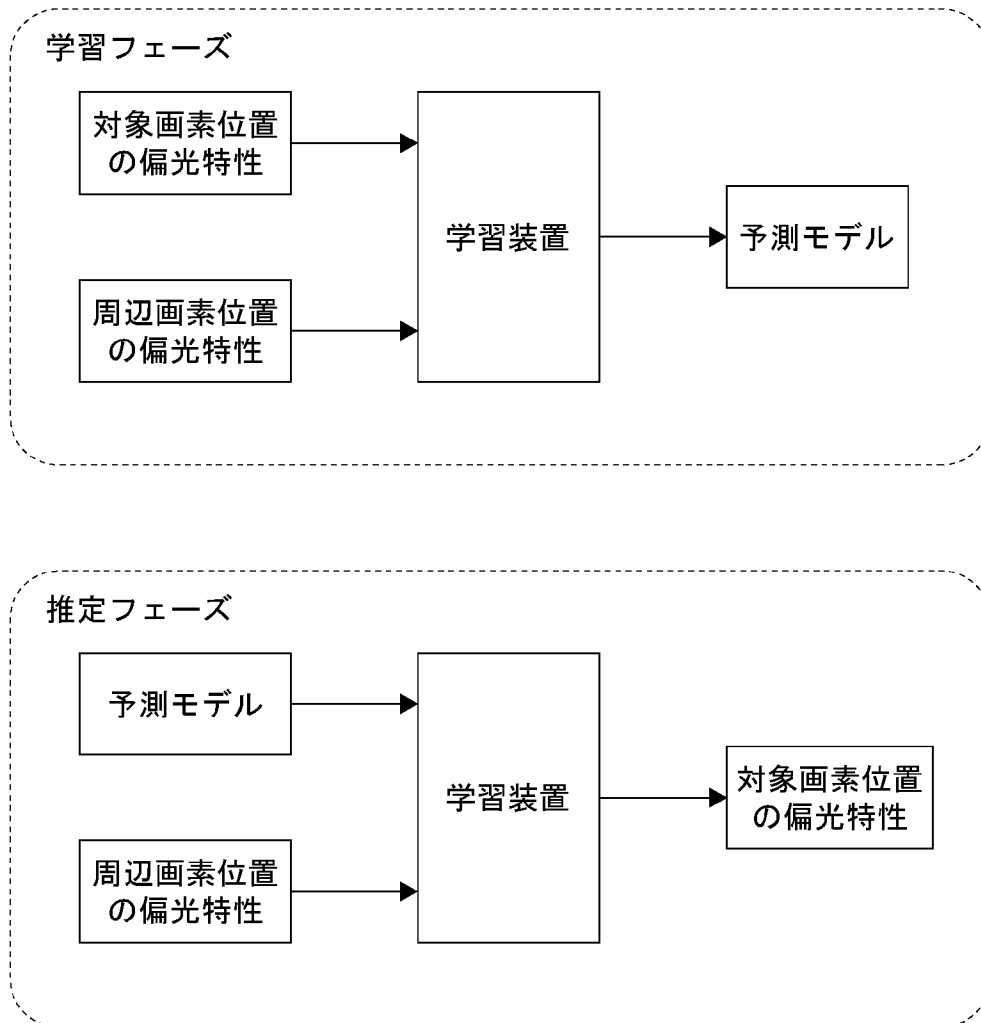 学習フェーズ
対象画素位置
の偏光特性
周辺画素位置
の偏光特性
学習装置
予測モデル
推定フェーズ
予測モデル
周辺画素位置
の偏光特性
学習装置
対象画素位置
の偏光特性